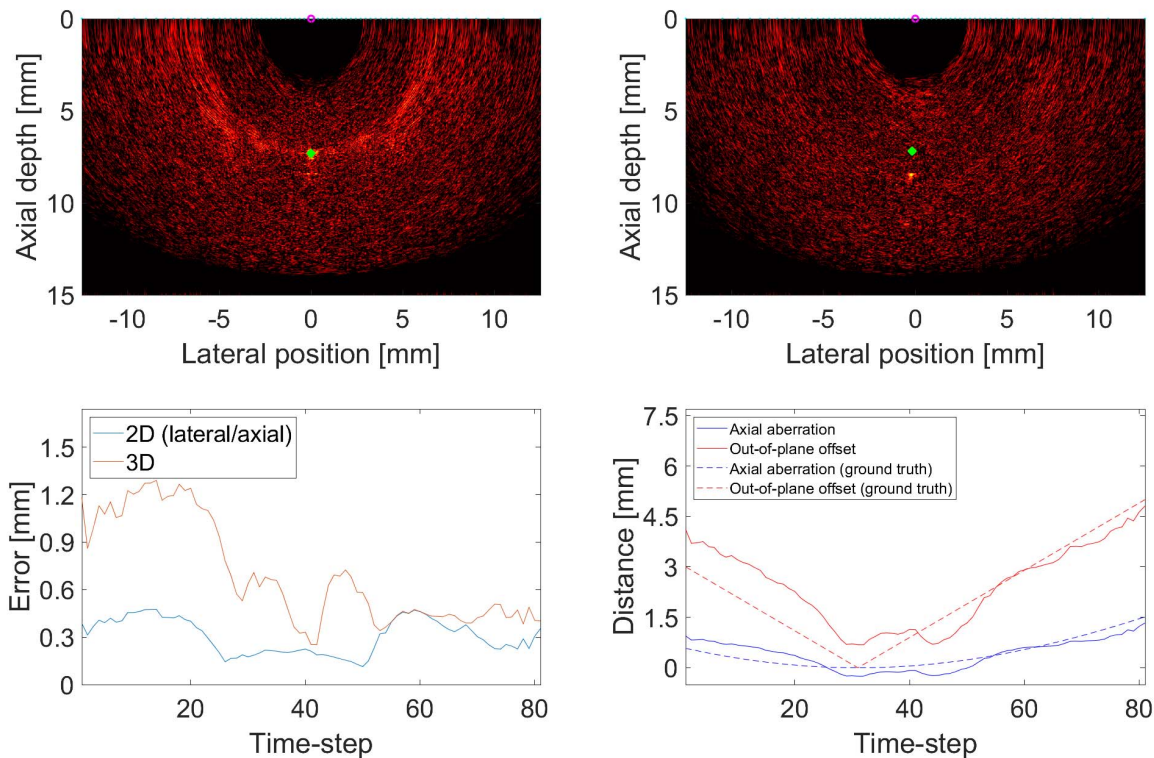 0
5
10
15
Axial depth [mm]
-10
-5
0
5
10
Lateral position [mm]
0
5
10
15
Axial depth [mm]
-10
-5
0
5
10
Lateral position [mm]
1.5
1.2
0.9
0.6
0.3
0
Error [mm]
2D (lateral/axial)
3D
20
40
60
80
Time-step
7.5
6
4.5
3
1.5
0
Distance [mm]
Axial aberration
Out-of-plane offset
Axial aberration (ground truth)
Out-of-plane offset (ground truth)
20
40
60
80
Time-step